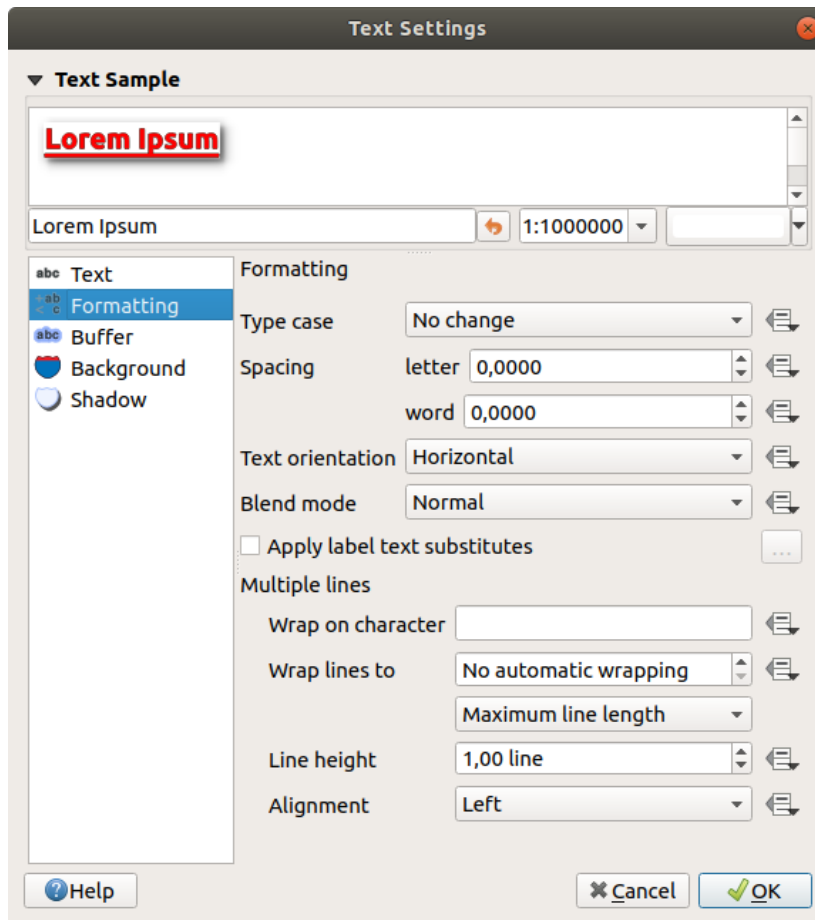 Text Settings
Text Sample
Lorem Ipsum
Lorem Ipsum 1:1000000
abc Text
ab c Formatting
abc Buffer
Background
Shadow
Formatting
Type case No change
Spacing letter 0,0000
word 0,0000
Text orientation Horizontal
Blend mode Normal
Apply label text substitutes ...
Multiple lines
Wrap on character
Wrap lines to No automatic wrapping
Maximum line length
Line height 1,00 line
Alignment Left
Help Cancel OK